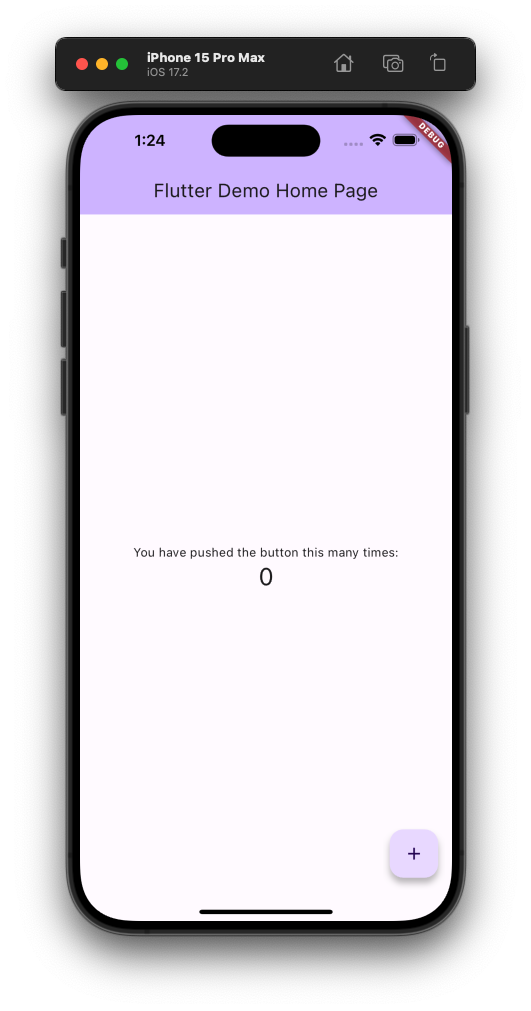 iPhone 15 Pro Max
iOS 17.2
1:24
DEBUG
Flutter Demo Home Page
You have pushed the button this many times:
0
+